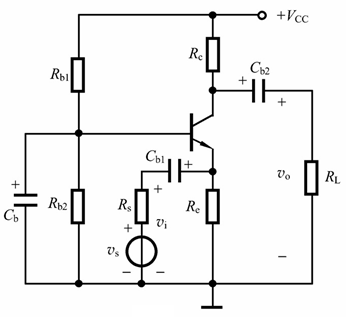 +V_CC
R_c
C_b2
+
+
R_b1
C_b1
+
+
+
C_b
R_b2
R_s
+
v_i
R_e
v_o
R_L
v_s
−
−
−